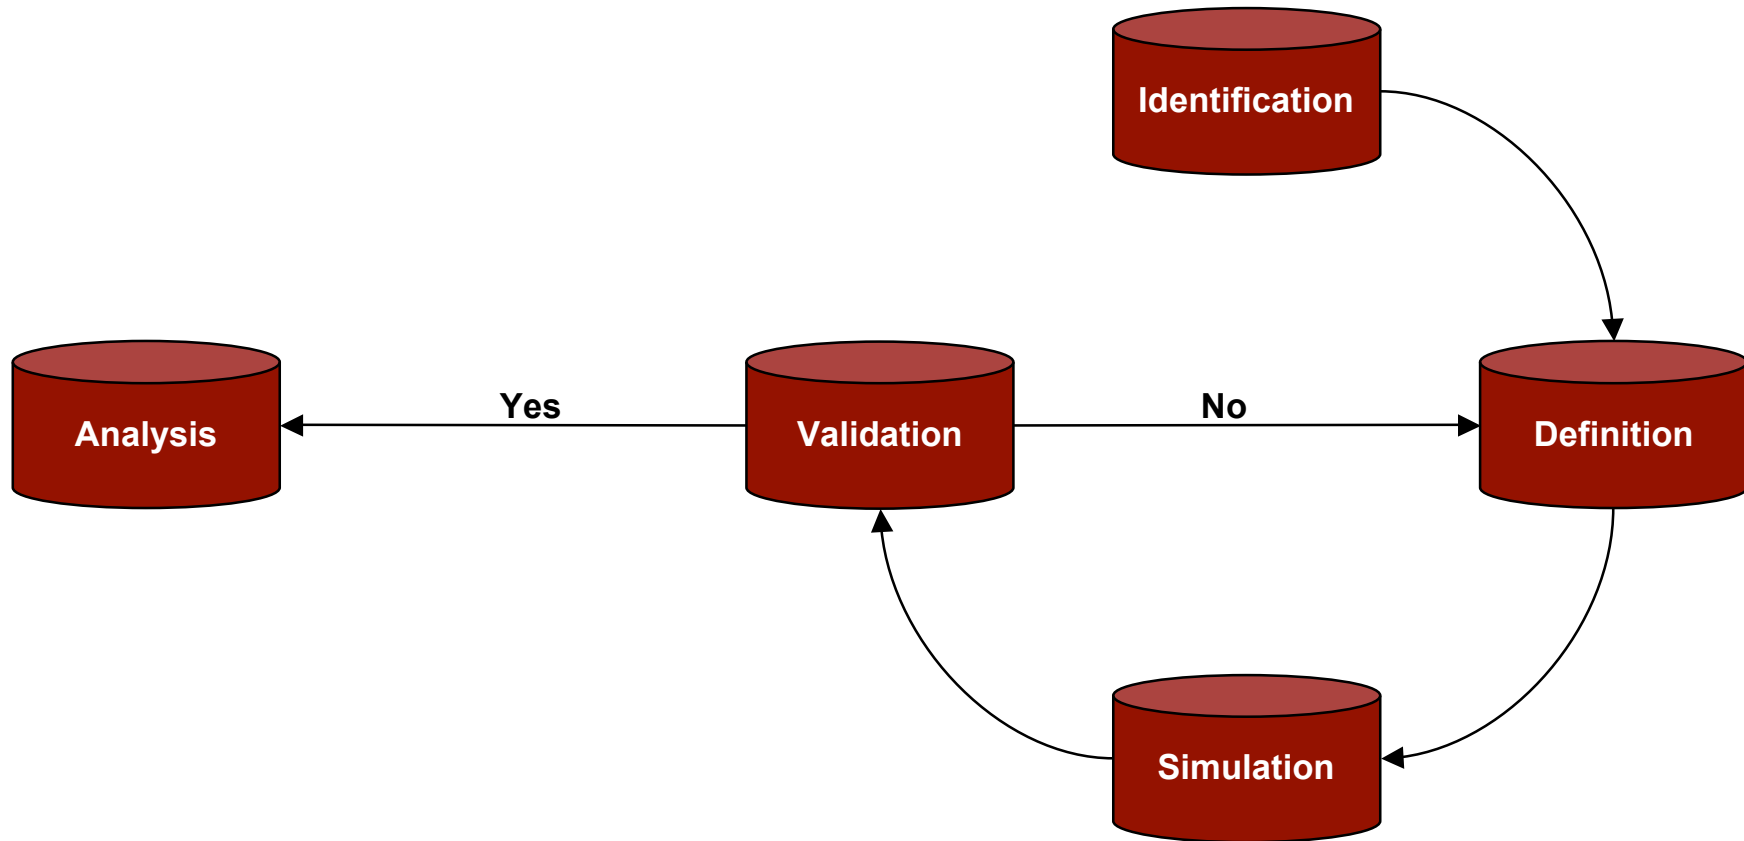 Identification
Yes
No
Analysis
Validation
Definition
Simulation